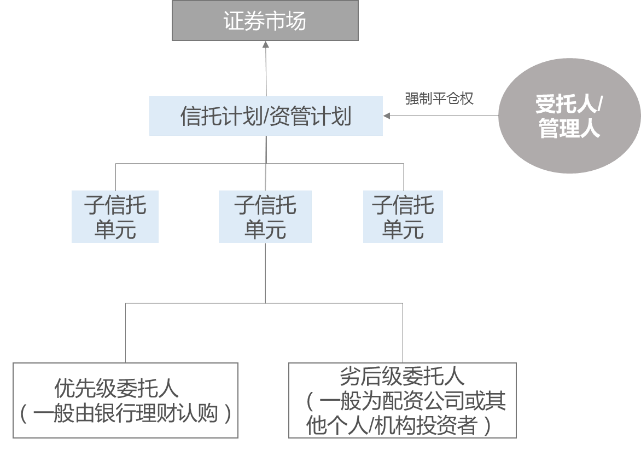 证券市场
信托计划/资管计划
强制平仓权
受托人/
管理人
子信托
单元
子信托
单元
子信托
单元
优先级委托人
（一般由银行理财认购）
劣后级委托人
（一般为配资公司或其
他个人/机构投资者）